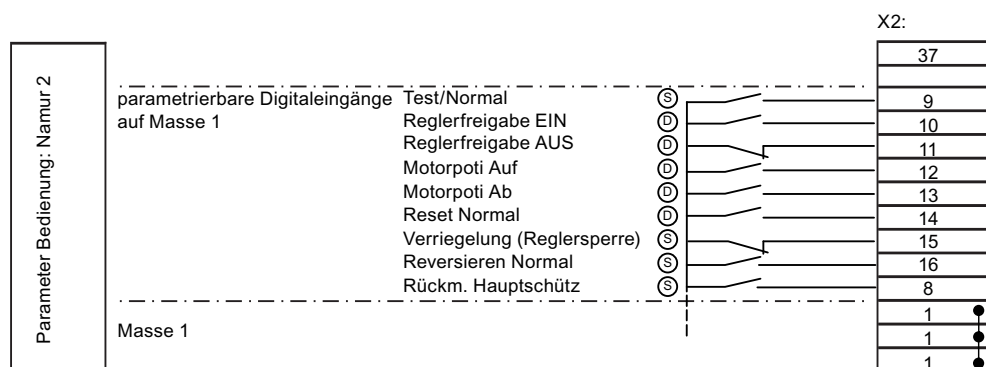 X2:
37
Parameter Bedienung: Namur 2
parametrierbare Digitaleingänge
auf Masse 1
Test/Normal S 9
Reglerfreigabe EIN D 10
Reglerfreigabe AUS D 11
Motorpoti Auf D 12
Motorpoti Ab D 13
Reset Normal D 14
Verriegelung (Reglersperre) S 15
Reversieren Normal S 16
Rückm. Hauptschütz S 8
Masse 1
1
1
1